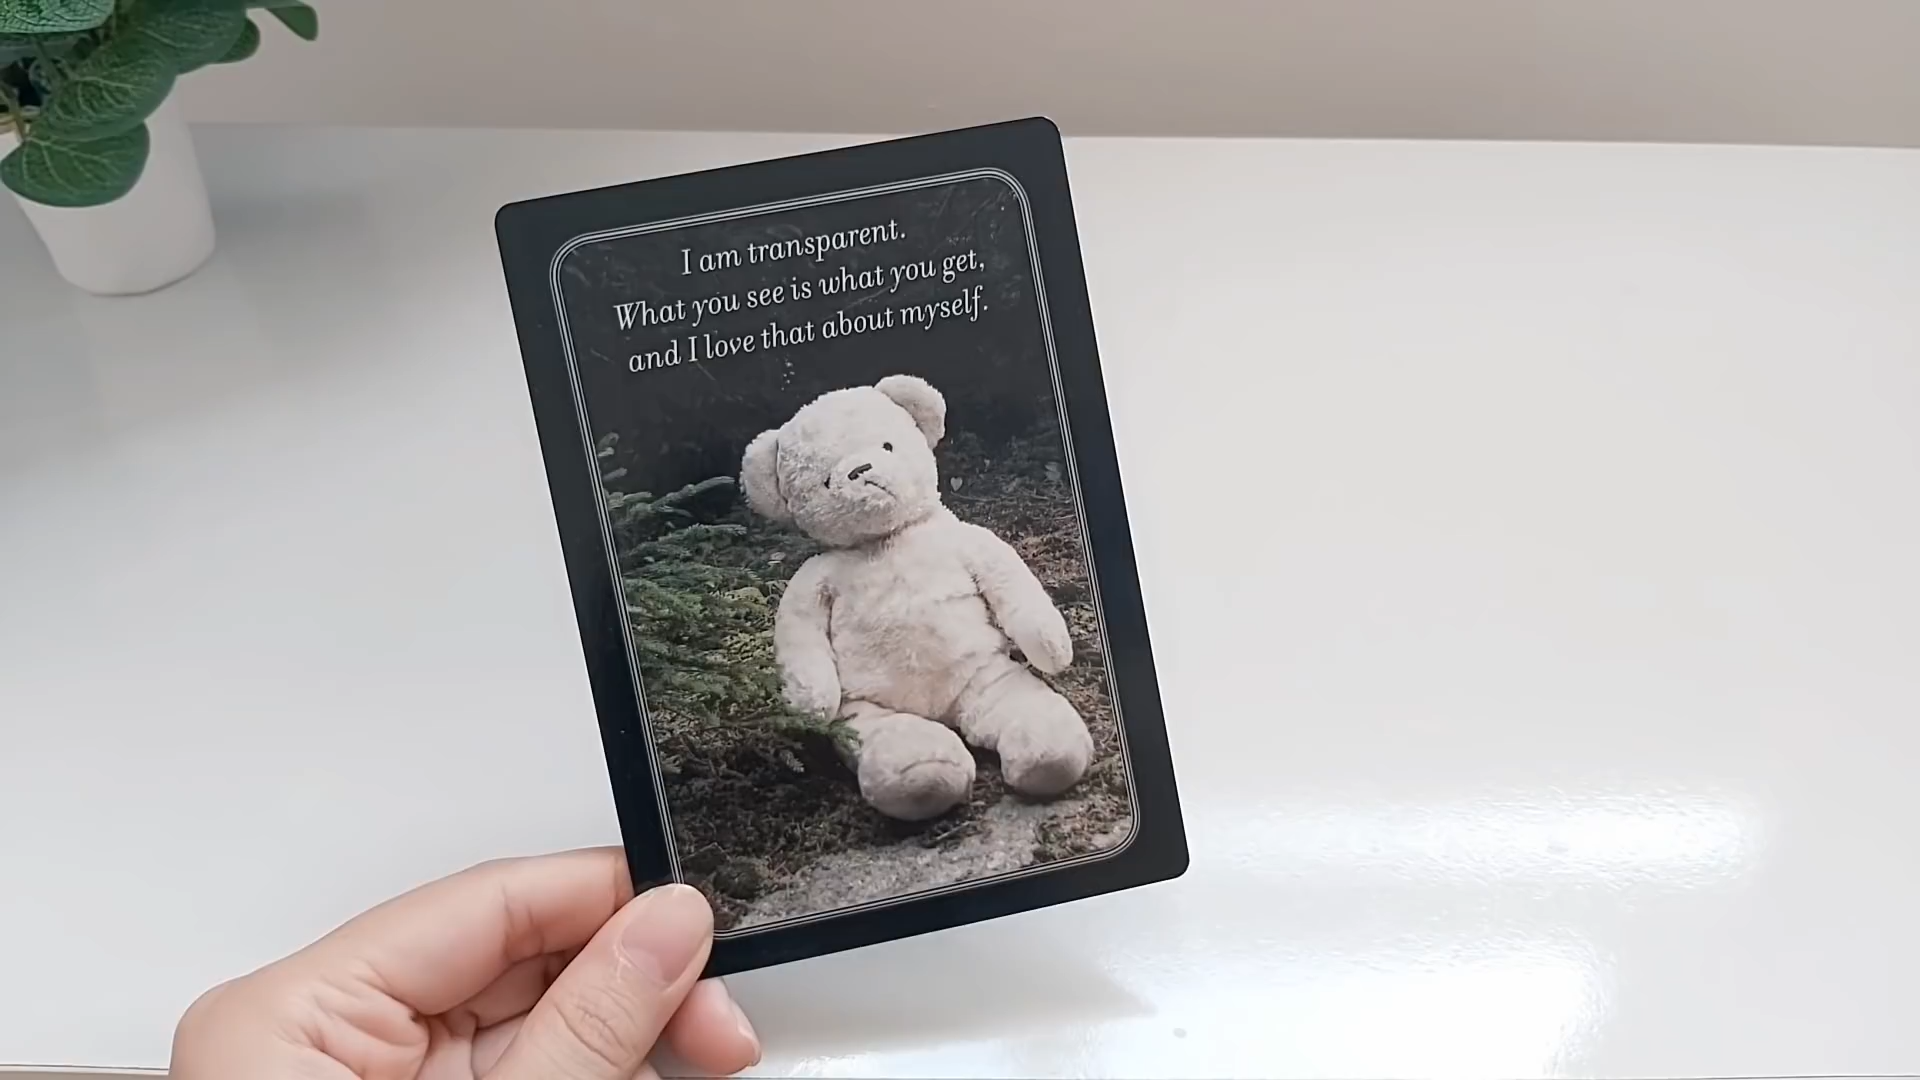 I am transparent.
What you see is what you get,
and I love that about myself.